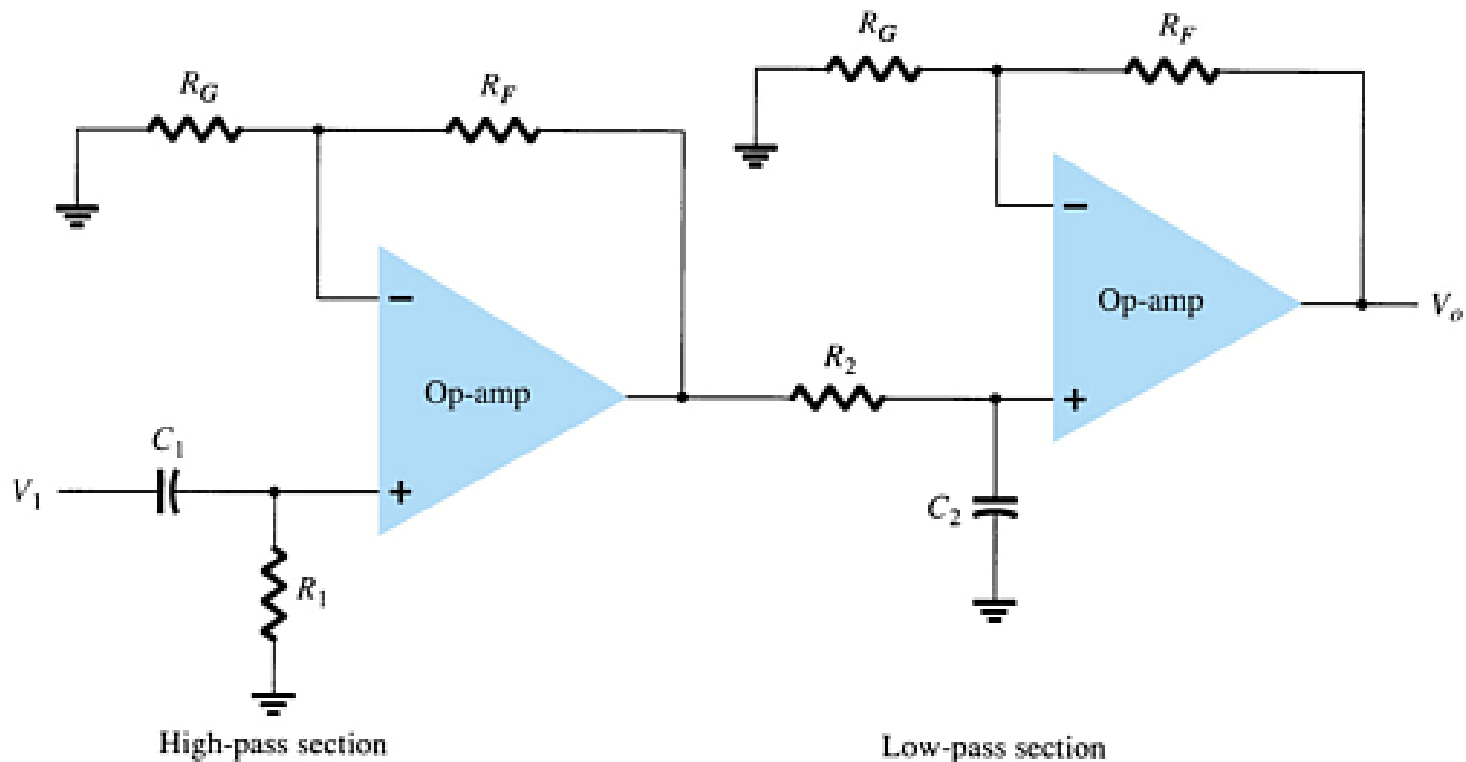 R_G
R_F
R_G
R_F
−
Op-amp
+
−
Op-amp
+
V_o
R_2
C_1
V_1
R_1
C_2
High-pass section
Low-pass section